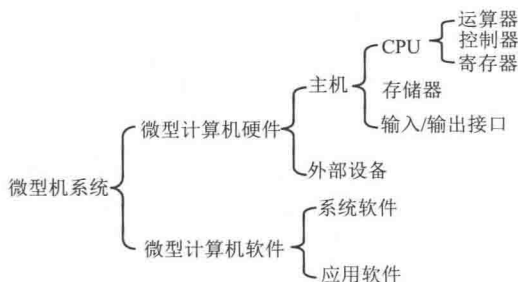 运算器
控制器
CPU
寄存器
主机
存储器
微型计算机硬件
输入/输出接口
外部设备
微型机系统
系统软件
微型计算机软件
应用软件